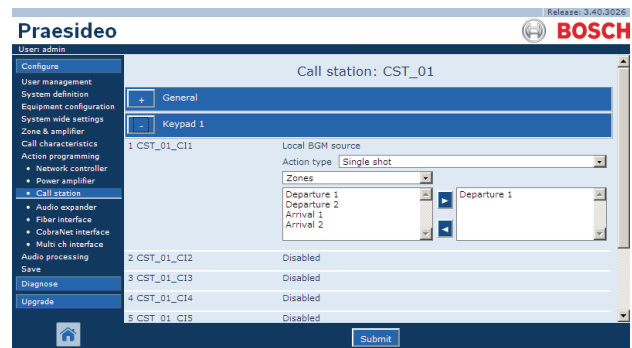 Release: 3.40.3026
Praesideo
BOSCH
User: admin
Configure
User management
System definition
Equipment configuration
System wide settings
Zone & amplifier
Call characteristics
Action programming
• Network controller
• Power amplifier
• Call station
• Audio expander
• Fiber interface
• CobraNet interface
• Multi ch interface
Audio processing
Save
Diagnose
Upgrade
Call station: CST_01
+ General
- Keypad 1
1 CST_01_CI1 Local BGM source
Action type Single shot
Zones
Departure 1
Departure 2
Arrival 1
Arrival 2
Departure 1
2 CST_01_CI2 Disabled
3 CST_01_CI3 Disabled
4 CST_01_CI4 Disabled
5 CST_01_CI5 Disabled
Submit